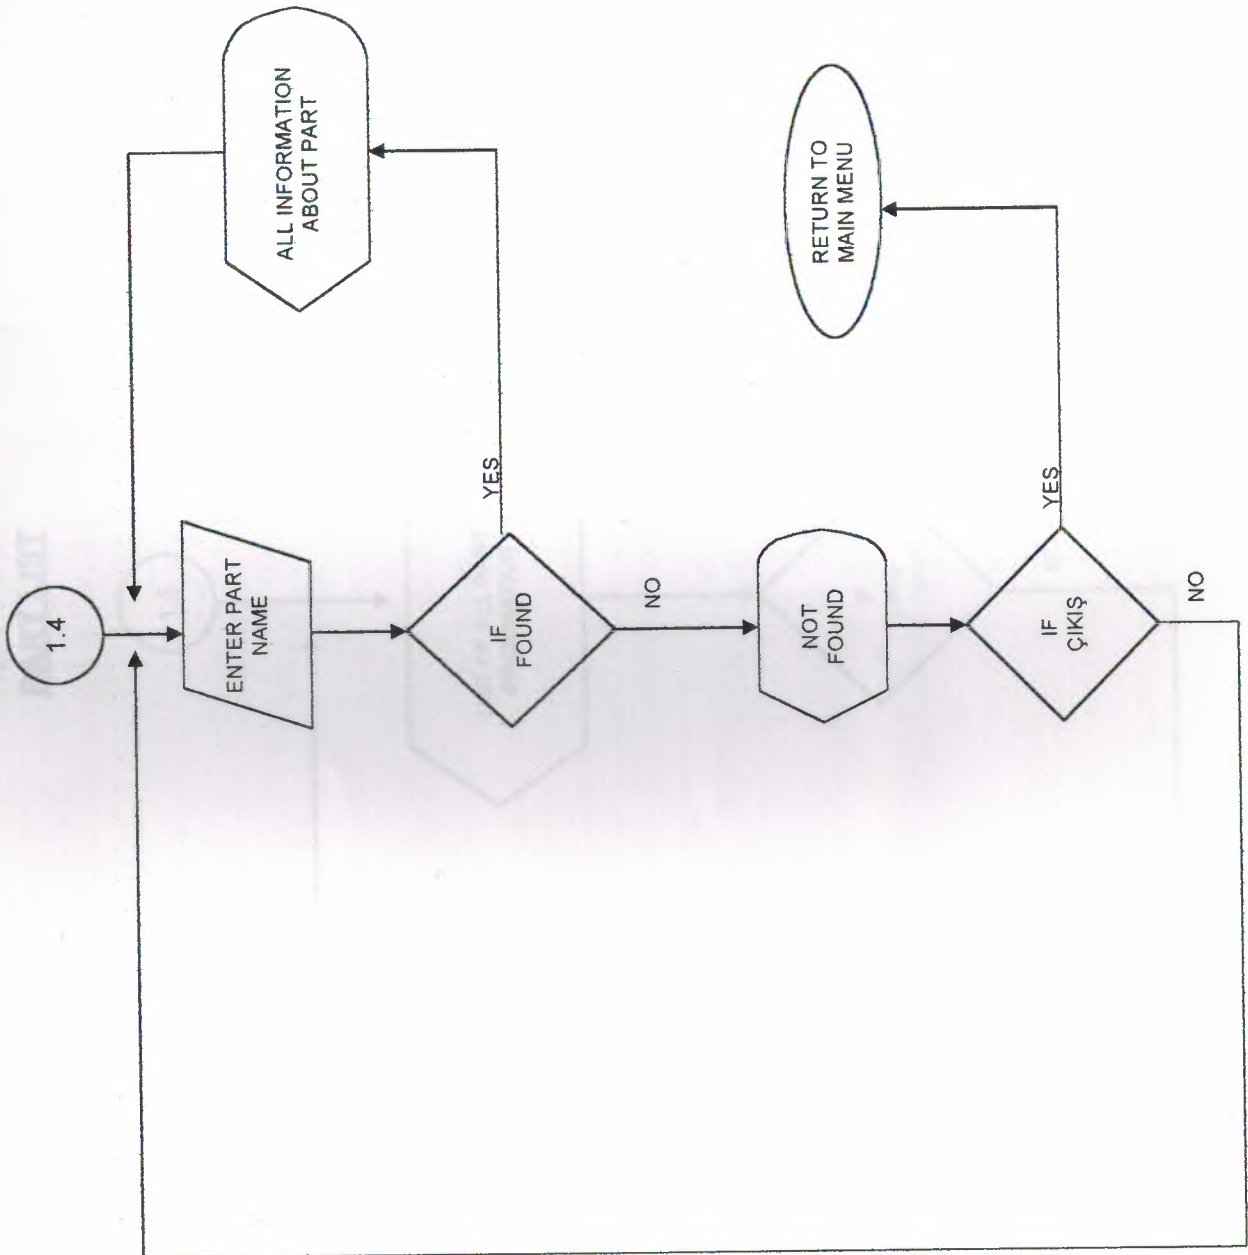 1.4
ENTER PART
NAME
IF
FOUND
YES
ALL INFORMATION
ABOUT PART
NO
NOT
FOUND
IF
ÇIKIŞ
YES
RETURN TO
MAIN MENU
NO